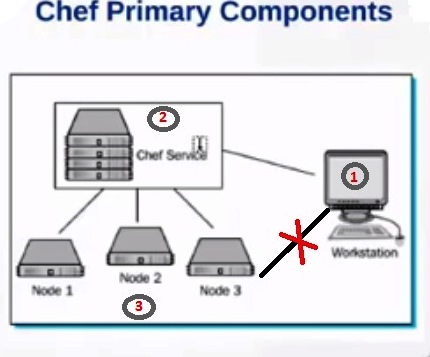 Chef Primary Components
2
Chef Service
1
Workstation
Node 1
Node 2
Node 3
3